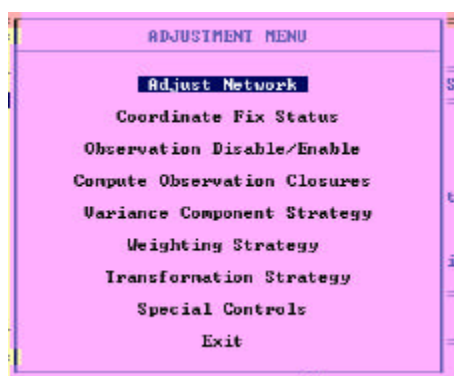 ADJUSTMENT MENU
Adjust Network
Coordinate Fix Status
Observation Disable/Enable
Compute Observation Closures
Variance Component Strategy
Weighting Strategy
Transformation Strategy
Special Controls
Exit